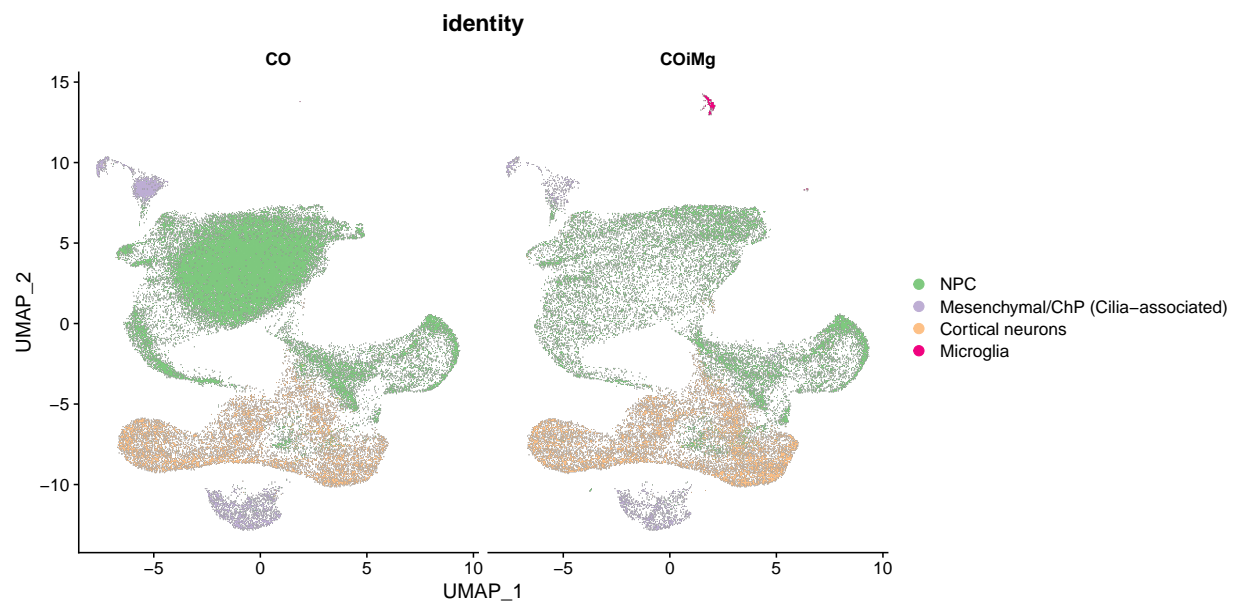 identity
CO
COiMg
15
10
5
0
−5
−10
UMAP_2
−5
0
5
10
−5
0
5
10
UMAP_1
NPC
Mesenchymal/ChP (Cilia−associated)
Cortical neurons
Microglia